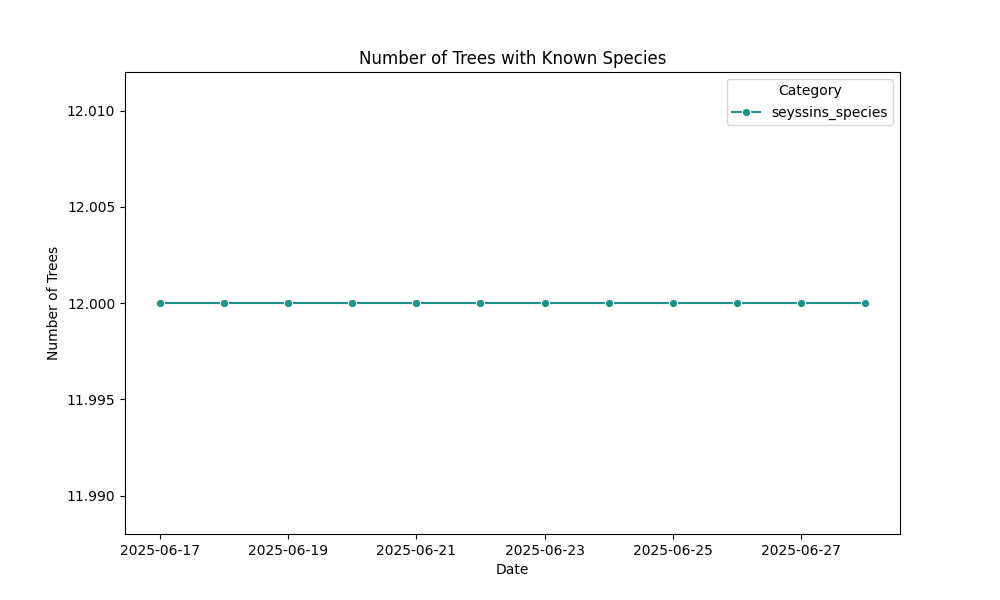 Number of Trees with Known Species
Category
seyssins_species
12.010
12.005
12.000
11.995
11.990
Number of Trees
2025-06-17 2025-06-19 2025-06-21 2025-06-23 2025-06-25 2025-06-27
Date